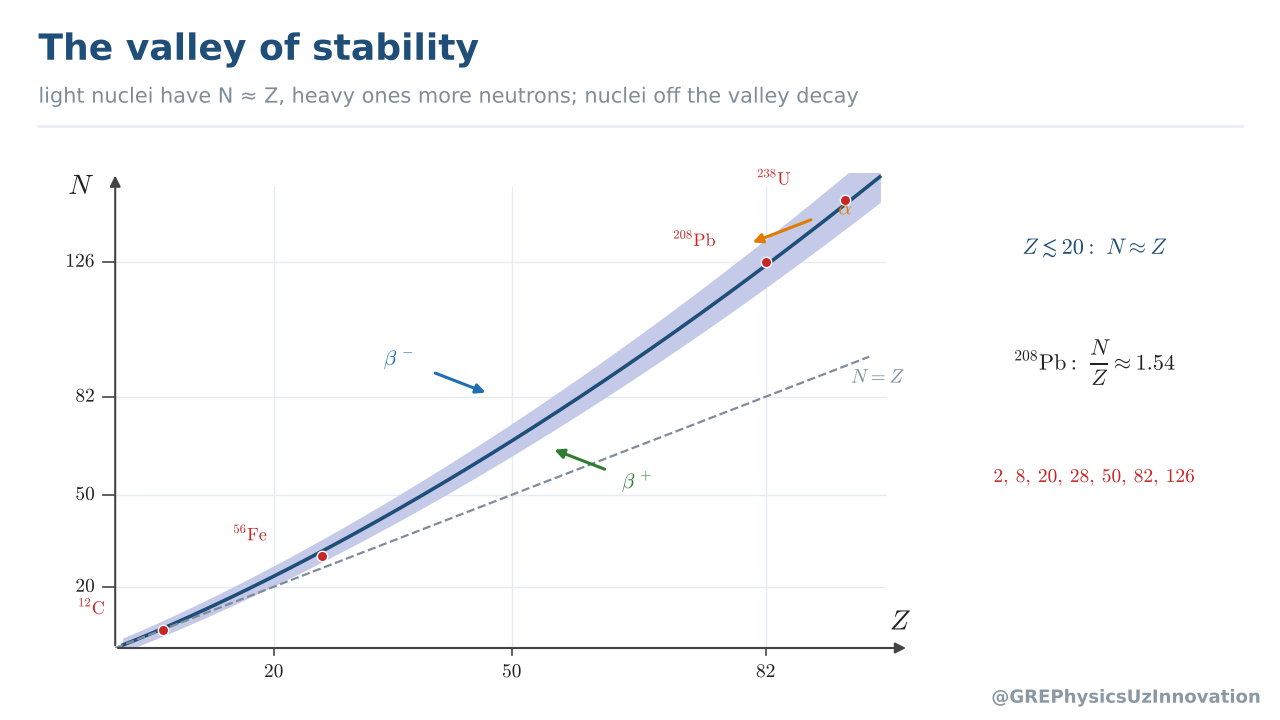 The valley of stability
light nuclei have N ≈ Z, heavy ones more neutrons; nuclei off the valley decay
N
²³⁸U
α
²⁰⁸Pb
126
Z ≲ 20 : N ≈ Z
β⁻
²⁰⁸Pb : N/Z ≈ 1.54
N = Z
82
β⁺
2, 8, 20, 28, 50, 82, 126
50
⁵⁶Fe
20
¹²C
Z
20 50 82
@GREPhysicsUzInnovation